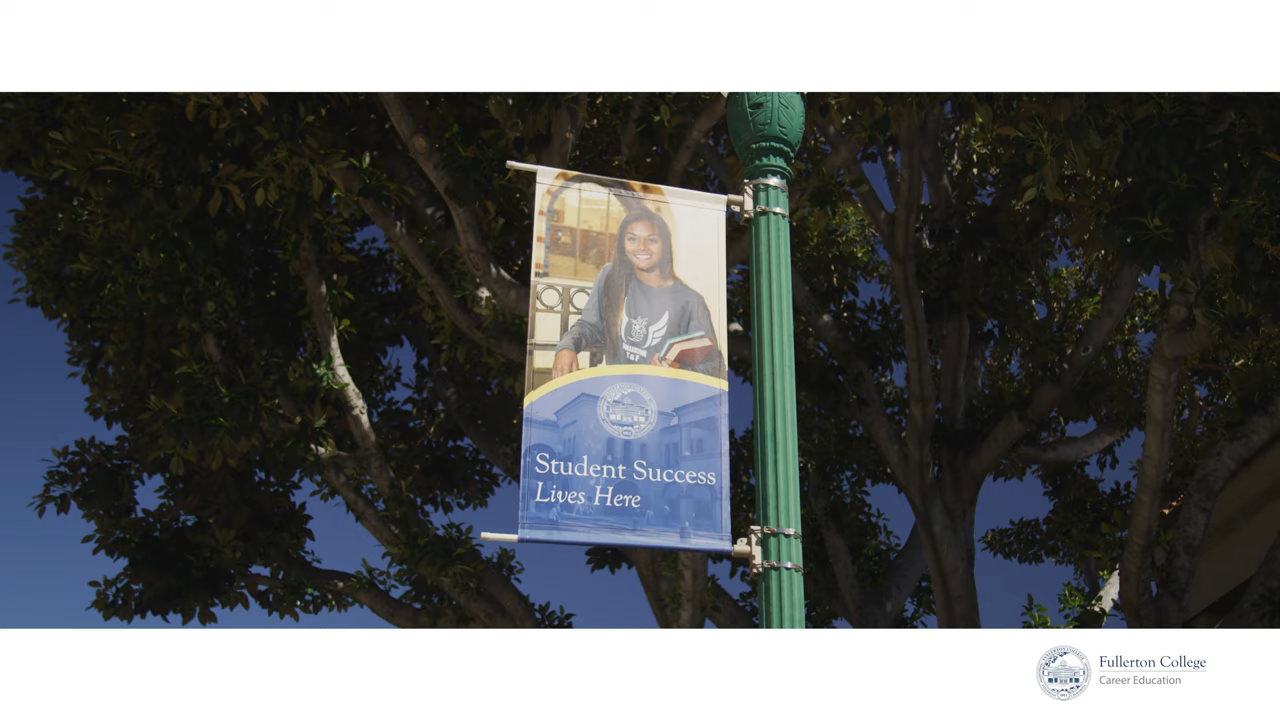 Student Success
Lives Here
Fullerton College
Career Education